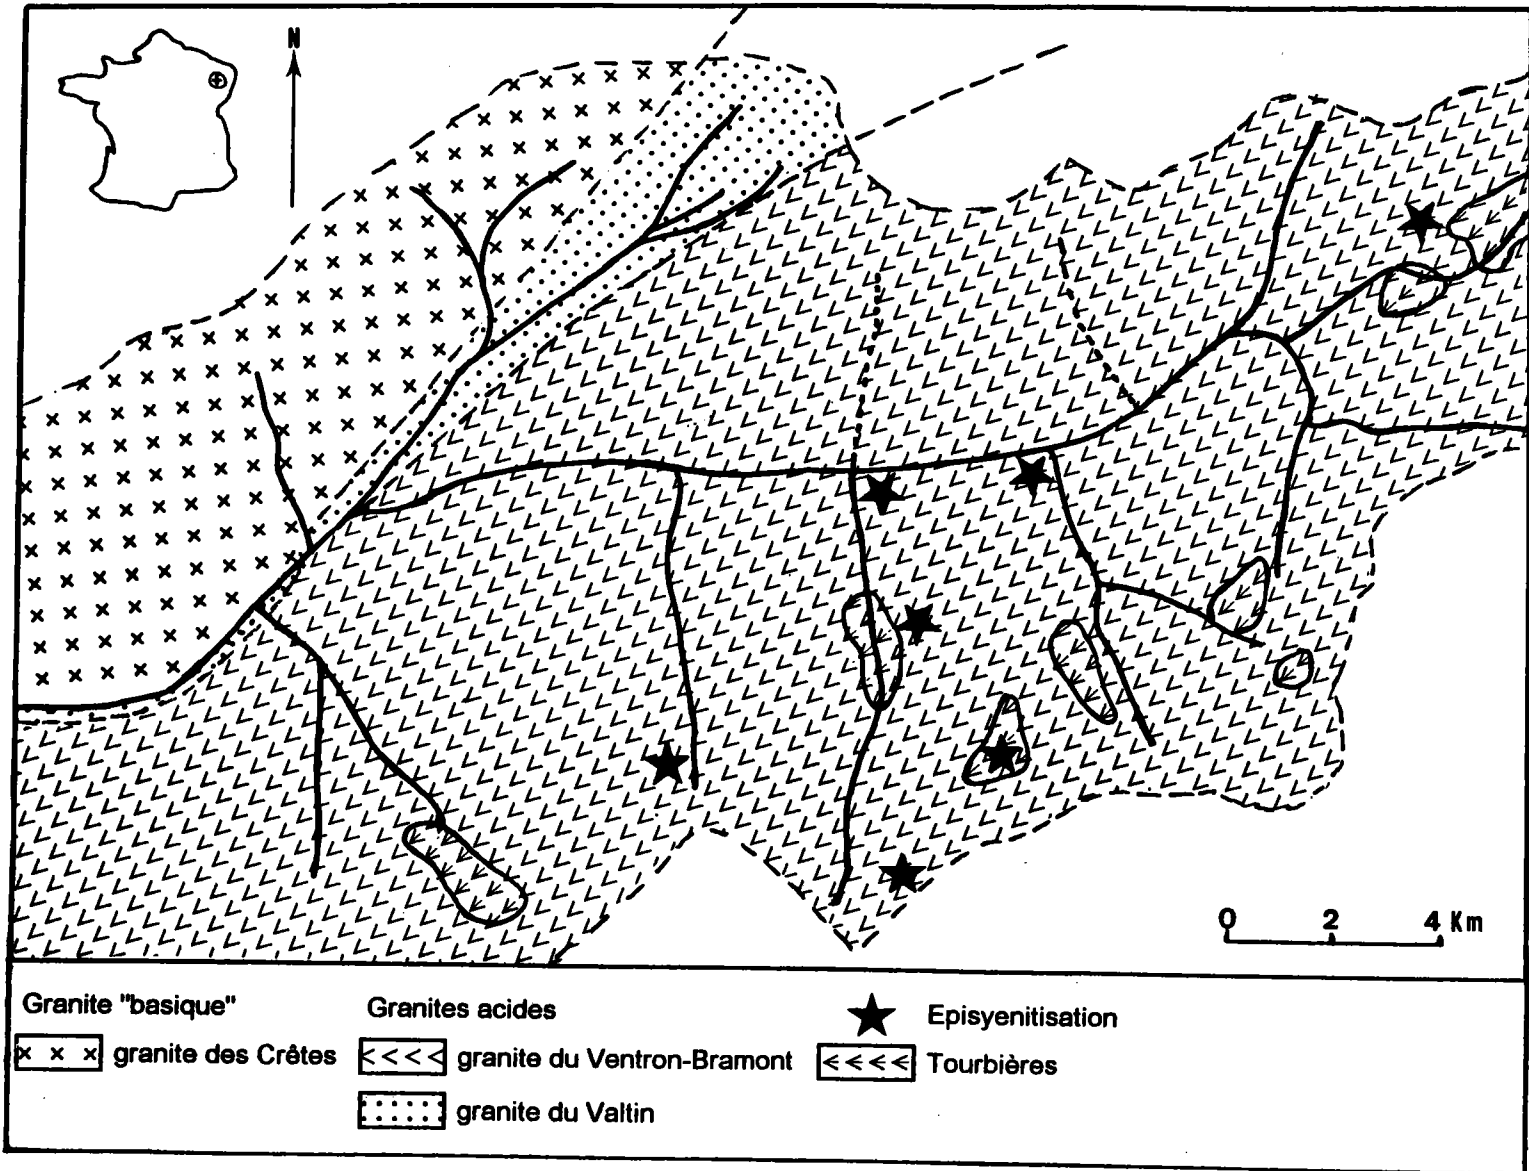 N
0 2 4 Km
Granite "basique"
granite des Crêtes
Granites acides
granite du Ventron-Bramont
granite du Valtin
Episyenitisation
Tourbières